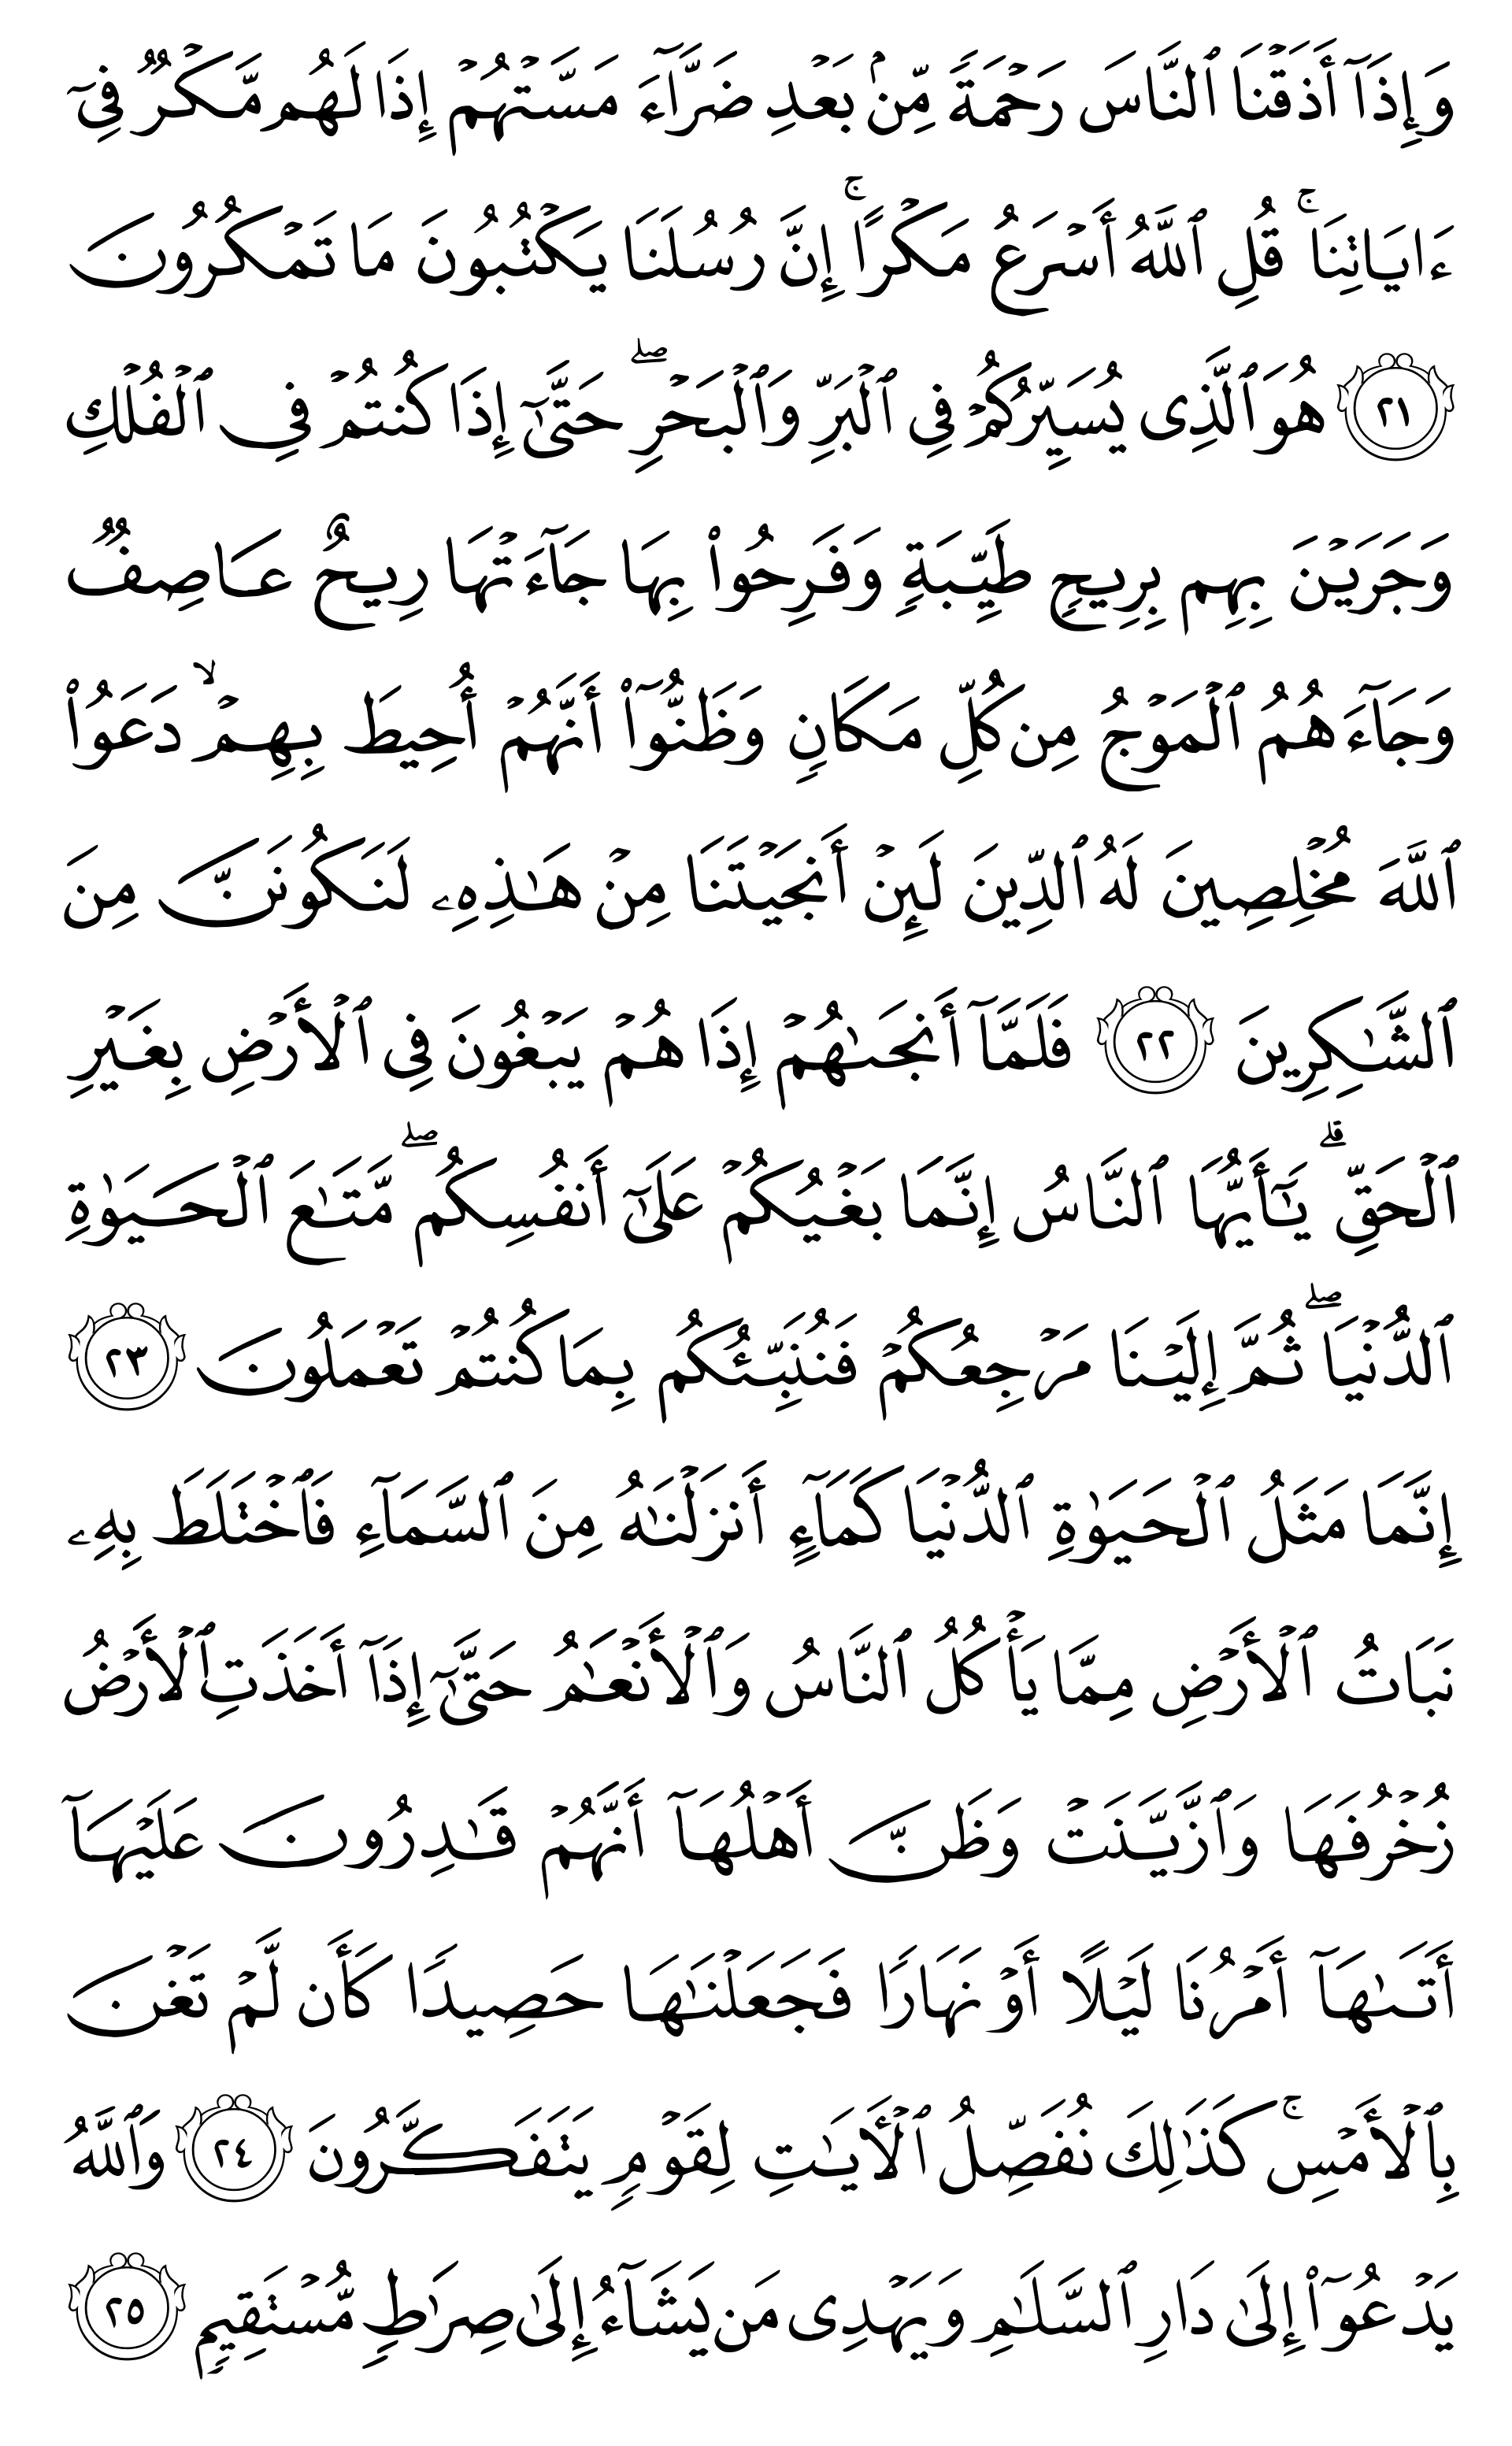 وَإِذَآ أَذَقۡنَا ٱلنَّاسَ رَحۡمَةٗ مِّنۢ بَعۡدِ ضَرَّآءَ مَسَّتۡهُمۡ إِذَا لَهُم مَّكۡرٞ فِيٓ
ءَايَاتِنَاۚ قُلِ ٱللَّهُ أَسۡرَعُ مَكۡرًاۚ إِنَّ رُسُلَنَا يَكۡتُبُونَ مَا تَمۡكُرُونَ
٢١ هُوَ ٱلَّذِي يُسَيِّرُكُمۡ فِي ٱلۡبَرِّ وَٱلۡبَحۡرِۖ حَتَّىٰٓ إِذَا كُنتُمۡ فِي ٱلۡفُلۡكِ
وَجَرَيۡنَ بِهِم بِرِيحٖ طَيِّبَةٖ وَفَرِحُواْ بِهَا جَآءَتۡهَا رِيحٌ عَاصِفٞ
وَجَآءَهُمُ ٱلۡمَوۡجُ مِن كُلِّ مَكَانٖ وَظَنُّوٓاْ أَنَّهُمۡ أُحِيطَ بِهِمۡ دَعَوُاْ
ٱللَّهَ مُخۡلِصِينَ لَهُ ٱلدِّينَ لَئِنۡ أَنجَيۡتَنَا مِنۡ هَٰذِهِۦ لَنَكُونَنَّ مِنَ
ٱلشَّٰكِرِينَ ٢٢ فَلَمَّآ أَنجَىٰهُمۡ إِذَا هُمۡ يَبۡغُونَ فِي ٱلۡأَرۡضِ بِغَيۡرِ
ٱلۡحَقِّۗ يَٰٓأَيُّهَا ٱلنَّاسُ إِنَّمَا بَغۡيُكُمۡ عَلَىٰٓ أَنفُسِكُمۖ مَّتَٰعَ ٱلۡحَيَوٰةِ
ٱلدُّنۡيَاۖ ثُمَّ إِلَيۡنَا مَرۡجِعُكُمۡ فَنُنَبِّئُكُم بِمَا كُنتُمۡ تَعۡمَلُونَ ٢٣
إِنَّمَا مَثَلُ ٱلۡحَيَوٰةِ ٱلدُّنۡيَا كَمَآءٍ أَنزَلۡنَٰهُ مِنَ ٱلسَّمَآءِ فَٱخۡتَلَطَ بِهِۦ
نَبَاتُ ٱلۡأَرۡضِ مِمَّا يَأۡكُلُ ٱلنَّاسُ وَٱلۡأَنۡعَٰمُ حَتَّىٰٓ إِذَآ أَخَذَتِ ٱلۡأَرۡضُ
زُخۡرُفَهَا وَٱزَّيَّنَتۡ وَظَنَّ أَهۡلُهَآ أَنَّهُمۡ قَٰدِرُونَ عَلَيۡهَآ
أَتَىٰهَآ أَمۡرُنَا لَيۡلًا أَوۡ نَهَارٗا فَجَعَلۡنَٰهَا حَصِيدٗا كَأَن لَّمۡ تَغۡنَ
بِٱلۡأَمۡسِۚ كَذَٰلِكَ نُفَصِّلُ ٱلۡأٓيَٰتِ لِقَوۡمٖ يَتَفَكَّرُونَ ٢٤ وَٱللَّهُ
يَدۡعُوٓاْ إِلَىٰ دَارِ ٱلسَّلَٰمِ وَيَهۡدِي مَن يَشَآءُ إِلَىٰ صِرَٰطٖ مُّسۡتَقِيمٖ ٢٥